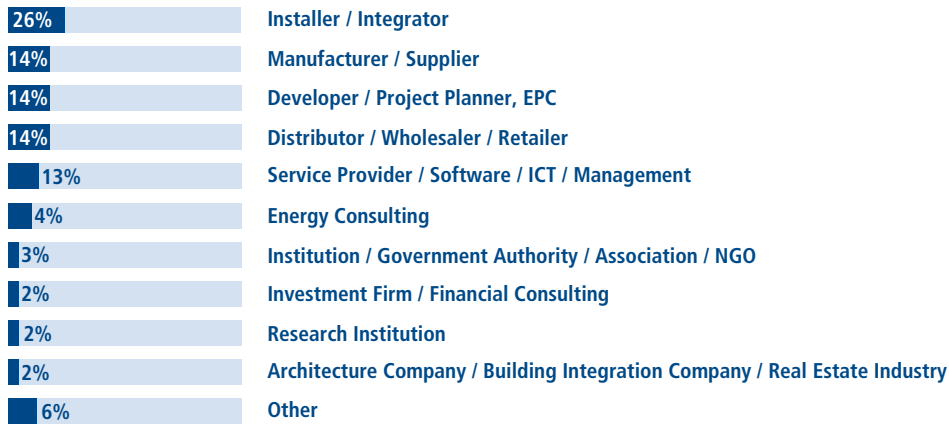 26% Installer / Integrator
14% Manufacturer / Supplier
14% Developer / Project Planner, EPC
14% Distributor / Wholesaler / Retailer
13% Service Provider / Software / ICT / Management
4% Energy Consulting
3% Institution / Government Authority / Association / NGO
2% Investment Firm / Financial Consulting
2% Research Institution
2% Architecture Company / Building Integration Company / Real Estate Industry
6% Other